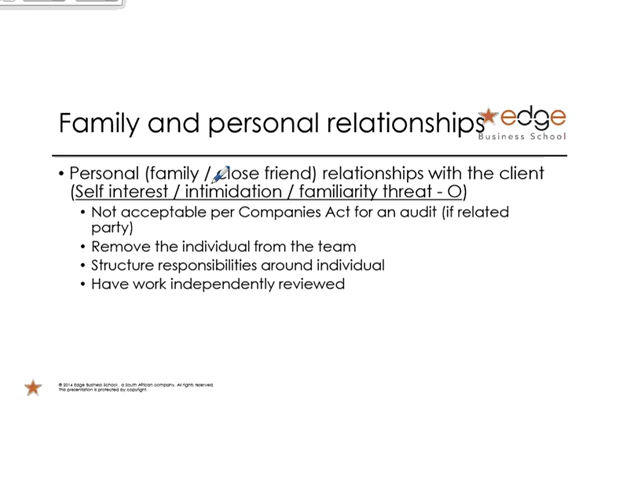 Family and personal relationships
edge
Business School
• Personal (family / close friend) relationships with the client
(Self interest / intimidation / familiarity threat - O)
• Not acceptable per Companies Act for an audit (if related
party)
• Remove the individual from the team
• Structure responsibilities around individual
• Have work independently reviewed
© 2016 Edge Business School, a South African company. All rights reserved.
This presentation is protected by copyright.